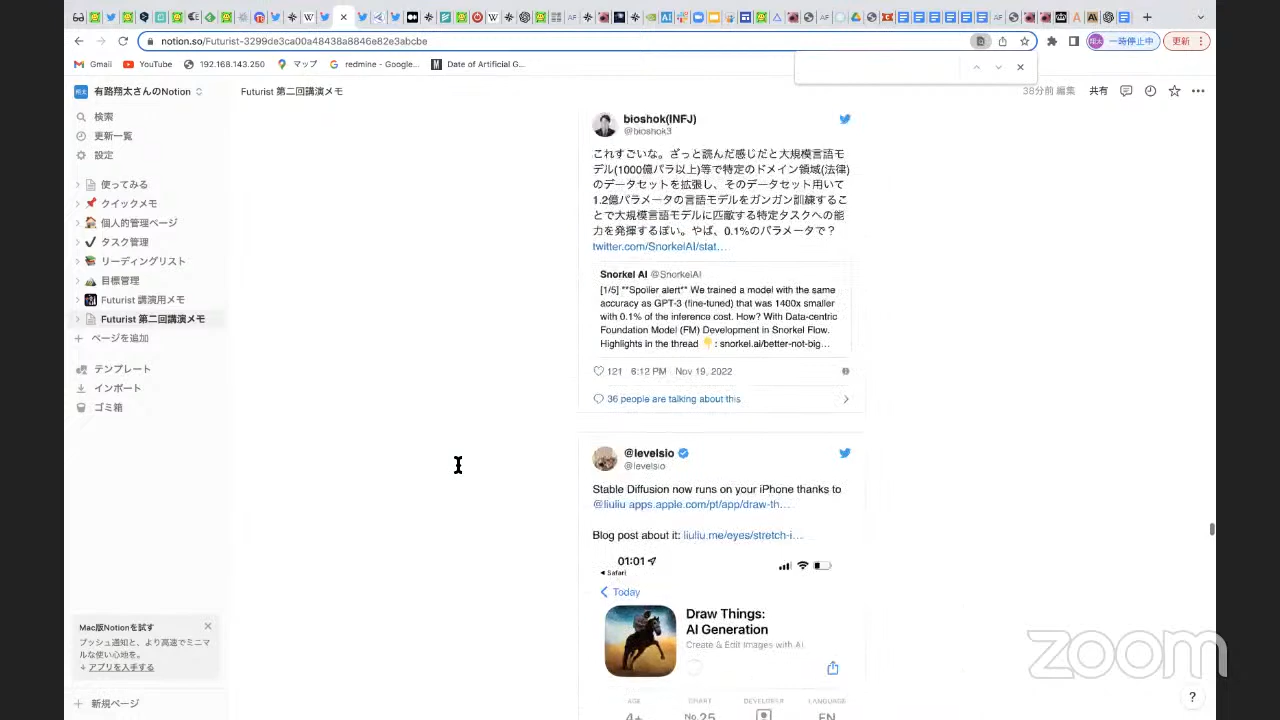 notion.so/Futurist-3299de3ca00a48438a8846e82e3abcbe
一時停止中
更新
Gmail
YouTube
192.168.143.250
マップ
redmine - Google...
Date of Artificial G...
有路翔太さんのNotion
Futurist 第二回講演メモ
38分前 編集
共有
検索
更新一覧
設定
使ってみる
クイックメモ
個人的管理ページ
タスク管理
リーディングリスト
目標管理
Futurist 講演用メモ
Futurist 第二回講演メモ
ページを追加
テンプレート
インポート
ゴミ箱
Mac版Notionを試す
プッシュ通知と、より高速でミニマ
ルな使い心地を。
↓ アプリを入手する
新規ページ
bioshok(INFJ)
@bioshok3
これすごいな。ざっと読んだ感じだと大規模言語モ
デル(1000億パラ以上)等で特定のドメイン領域(法律)
のデータセットを拡張し、そのデータセット用いて
1.2億パラメータの言語モデルをガンガン訓練するこ
とで大規模言語モデルに匹敵する特定タスクへの能
力を発揮するぽい。やば、0.1%のパラメータで？
twitter.com/SnorkelAI/stat…
Snorkel AI @SnorkelAI
[1/5] **Spoiler alert** We trained a model with the same
accuracy as GPT-3 (fine-tuned) that was 1400x smaller
with 0.1% of the inference cost. How? With Data-centric
Foundation Model (FM) Development in Snorkel Flow.
Highlights in the thread 👇 : snorkel.ai/better-not-big…
121 6:12 PM · Nov 19, 2022
36 people are talking about this
@levelsio
@levelsio
Stable Diffusion now runs on your iPhone thanks to
@liuliu apps.apple.com/pt/app/draw-th…
Blog post about it: liuliu.me/eyes/stretch-i…
01:01
Safari
Today
Draw Things:
AI Generation
Create & Edit Images with AI
AGE CHART DEVELOPER LANGUAGE
4+ No.25 EN
zoom
?